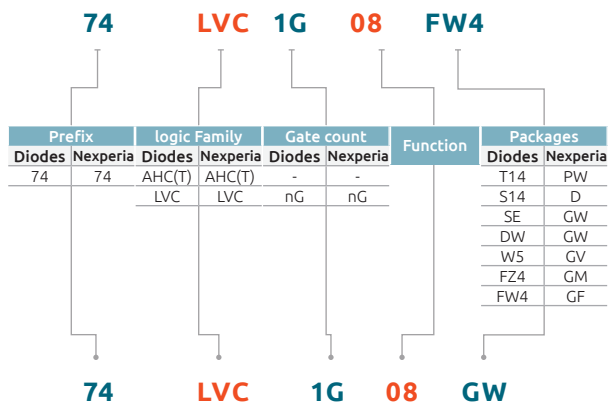 74 LVC 1G 08 FW4
Prefix logic Family Gate count Function Packages
Diodes Nexperia Diodes Nexperia Diodes Nexperia Diodes Nexperia
74 74 AHC(T) AHC(T) - - T14 PW
LVC LVC nG nG S14 D
SE GW
DW GW
W5 GV
FZ4 GM
FW4 GF
74 LVC 1G 08 GW